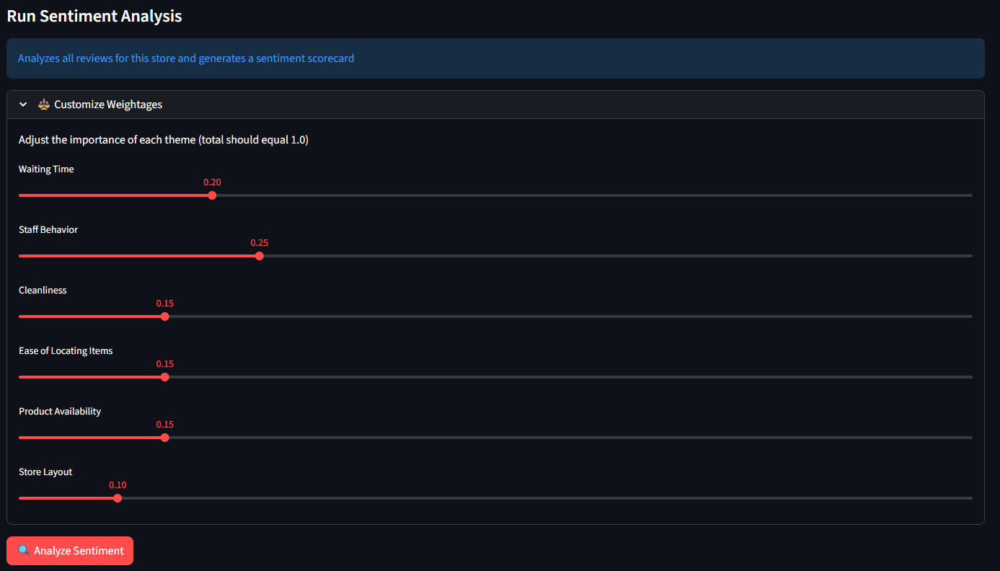 Run Sentiment Analysis
Analyzes all reviews for this store and generates a sentiment scorecard
Customize Weightages
Adjust the importance of each theme (total should equal 1.0)
Waiting Time
0.20
Staff Behavior
0.25
Cleanliness
0.15
Ease of Locating Items
0.15
Product Availability
0.15
Store Layout
0.10
Analyze Sentiment